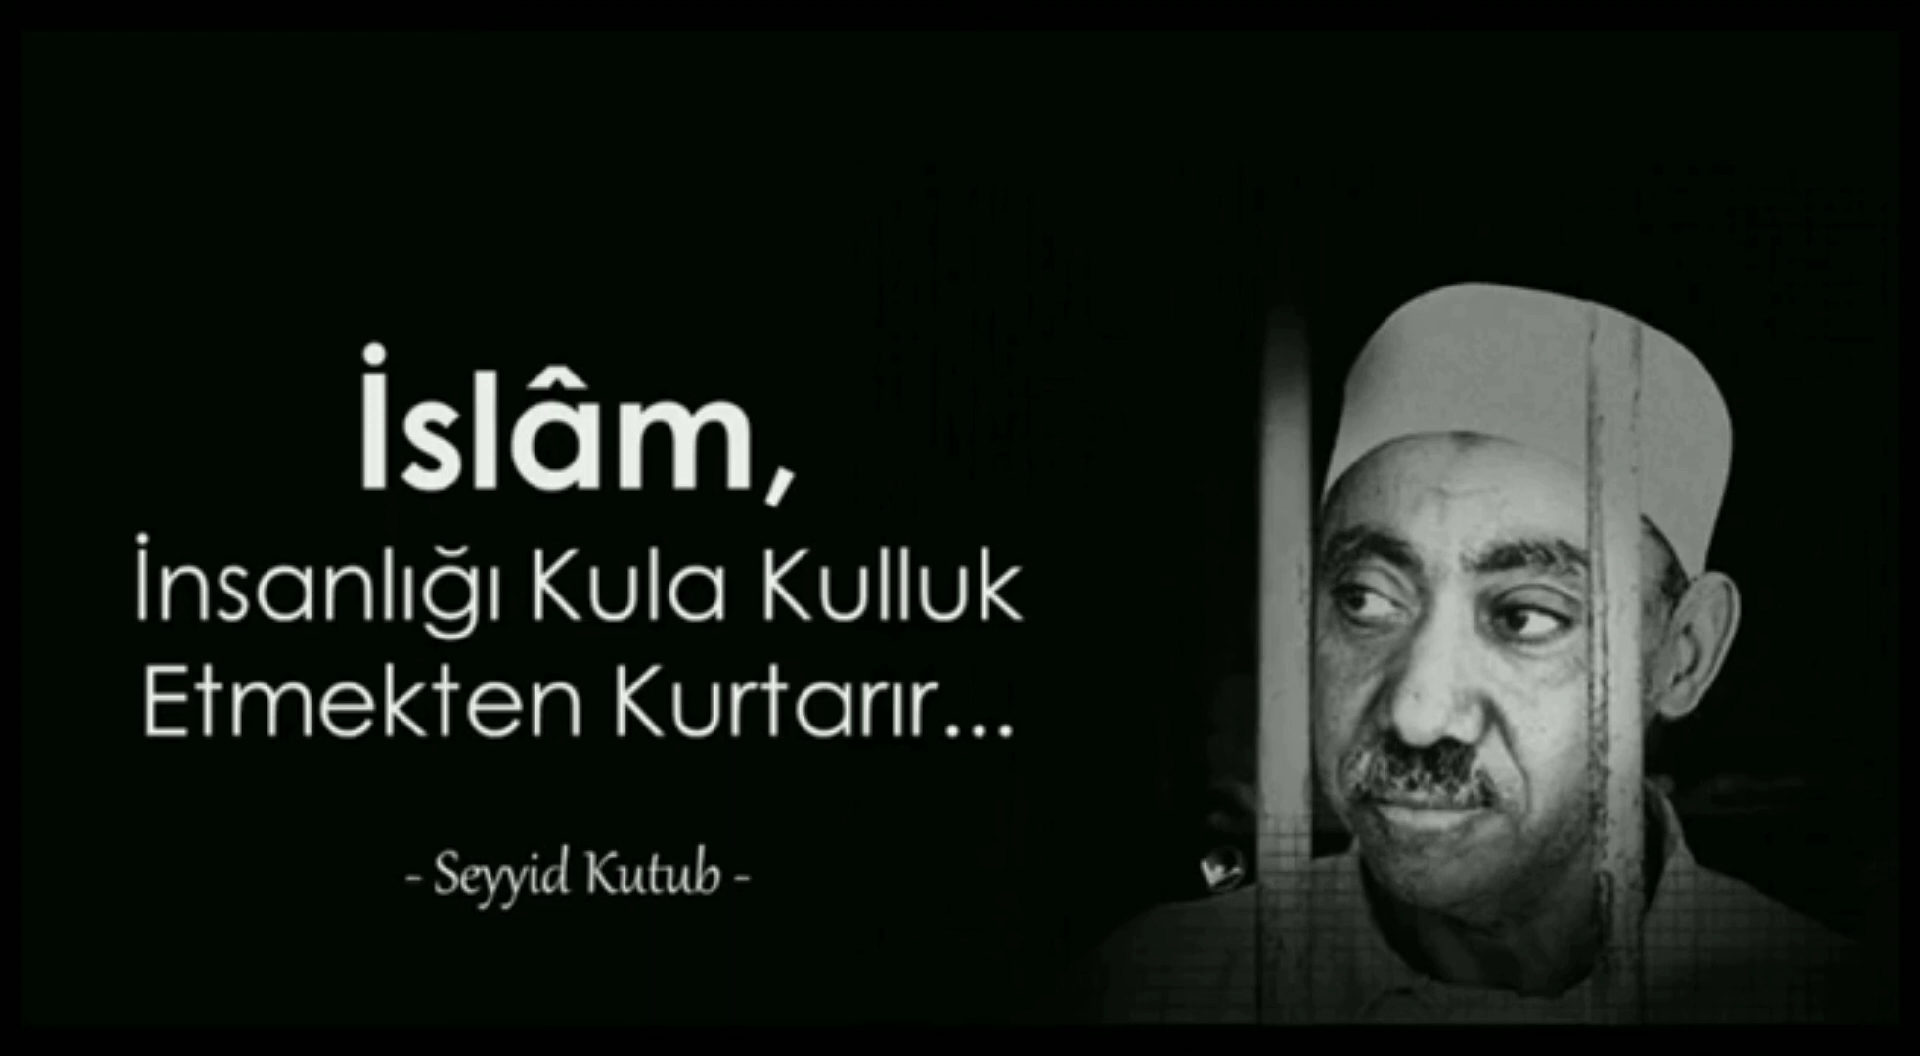 İslâm,
İnsanlığı Kula Kulluk
Etmekten Kurtarır...
- Seyyid Kutub -